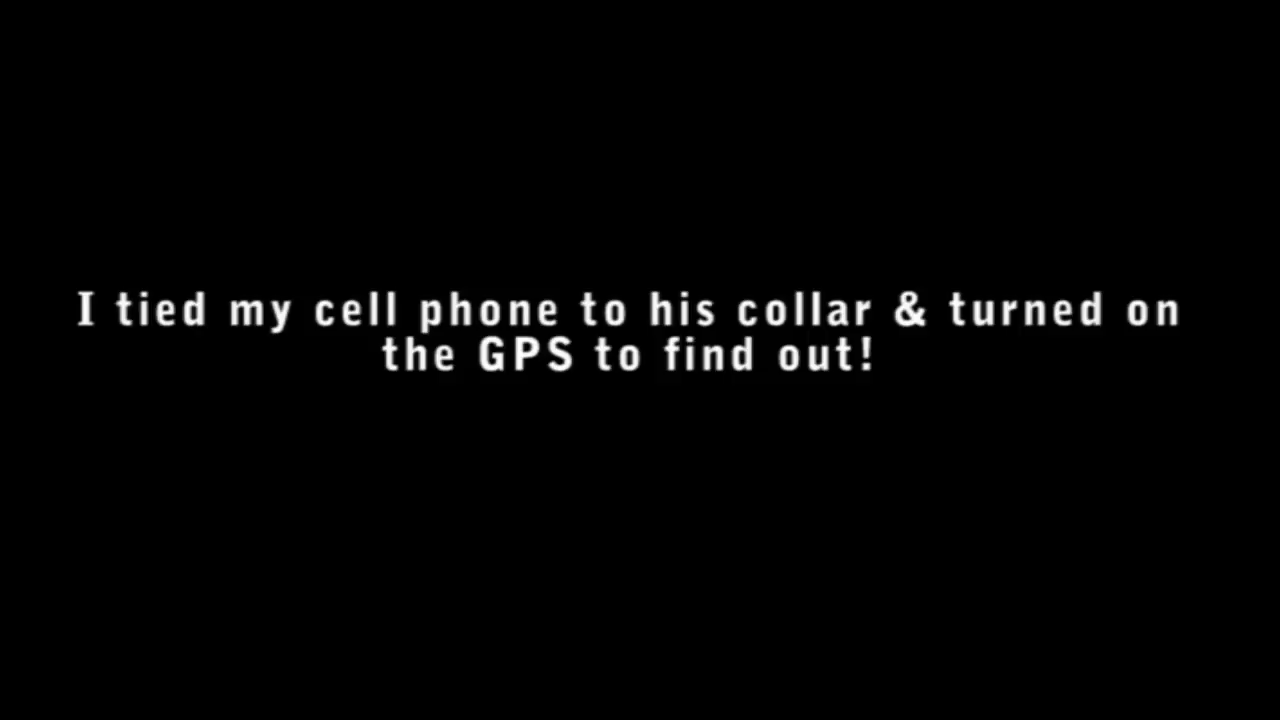 I tied my cell phone to his collar & turned on
the GPS to find out!